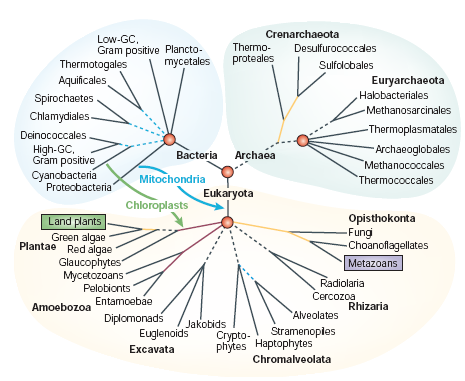 Low-GC,
Gram positive
Plancto-
mycetales
Thermotogales
Aquificales
Spirochaetes
Chlamydiales
Deinococcales
High-GC,
Gram positive
Cyanobacteria
Proteobacteria
Bacteria
Crenarchaeota
Thermo-
proteales
Desulfurococcales
Sulfolobales
Euryarchaeota
Halobacteriales
Methanosarcinales
Thermoplasmatales
Archaeoglobales
Methanococcales
Thermococcales
Archaea
Mitochondria
Chloroplasts
Eukaryota
Land plants
Green algae
Plantae
Red algae
Glaucophytes
Mycetozoans
Pelobionts
Entamoebae
Amoebozoa
Diplomonads
Euglenoids
Jakobids
Excavata
Crypto-
phytes
Haptophytes
Stramenopiles
Alveolates
Chromalveolata
Cercozoa
Radiolaria
Rhizaria
Opisthokonta
Fungi
Choanoflagellates
Metazoans